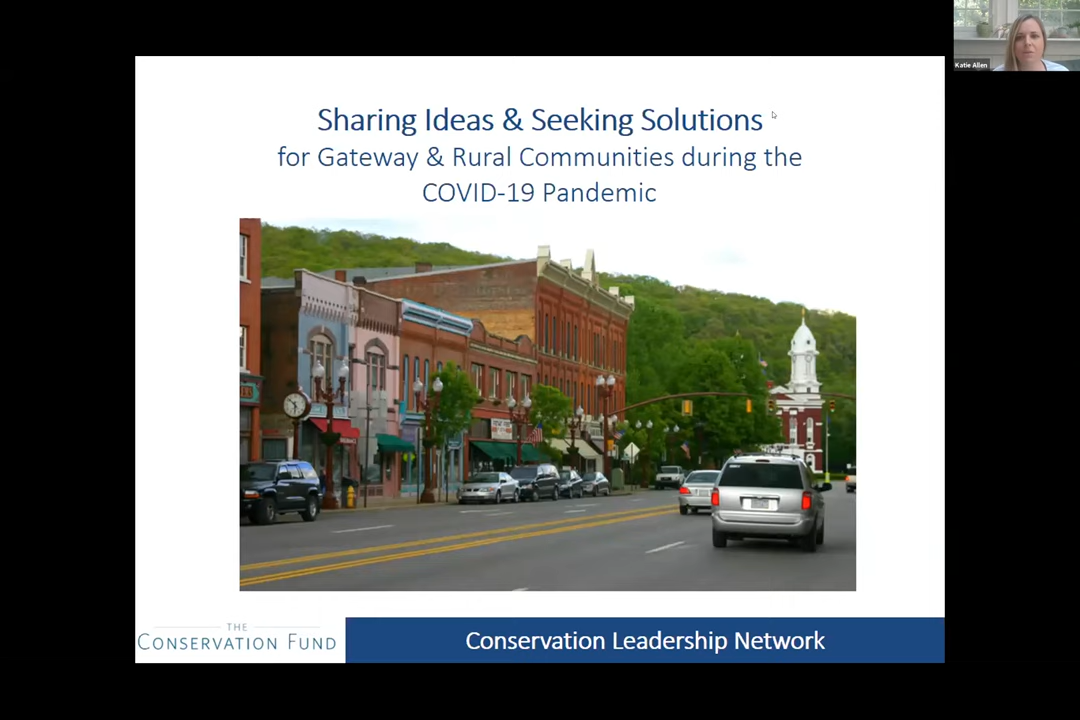 Sharing Ideas & Seeking Solutions
for Gateway & Rural Communities during the
COVID-19 Pandemic
THE
CONSERVATION FUND
Conservation Leadership Network
Katie Allen